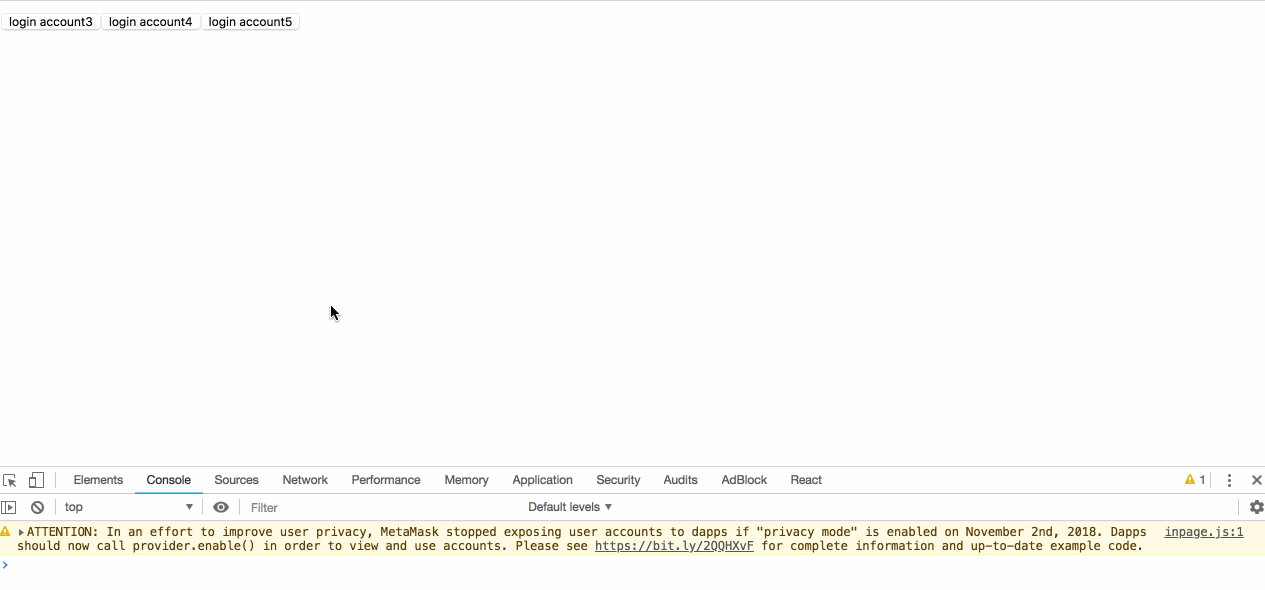 login account3 login account4 login account5
Elements Console Sources Network Performance Memory Application Security Audits AdBlock React 1
top Filter Default levels
ATTENTION: In an effort to improve user privacy, MetaMask stopped exposing user accounts to dapps if "privacy mode" is enabled on November 2nd, 2018. Dapps inpage.js:1
should now call provider.enable() in order to view and use accounts. Please see https://bit.ly/2QQHXvF for complete information and up-to-date example code.